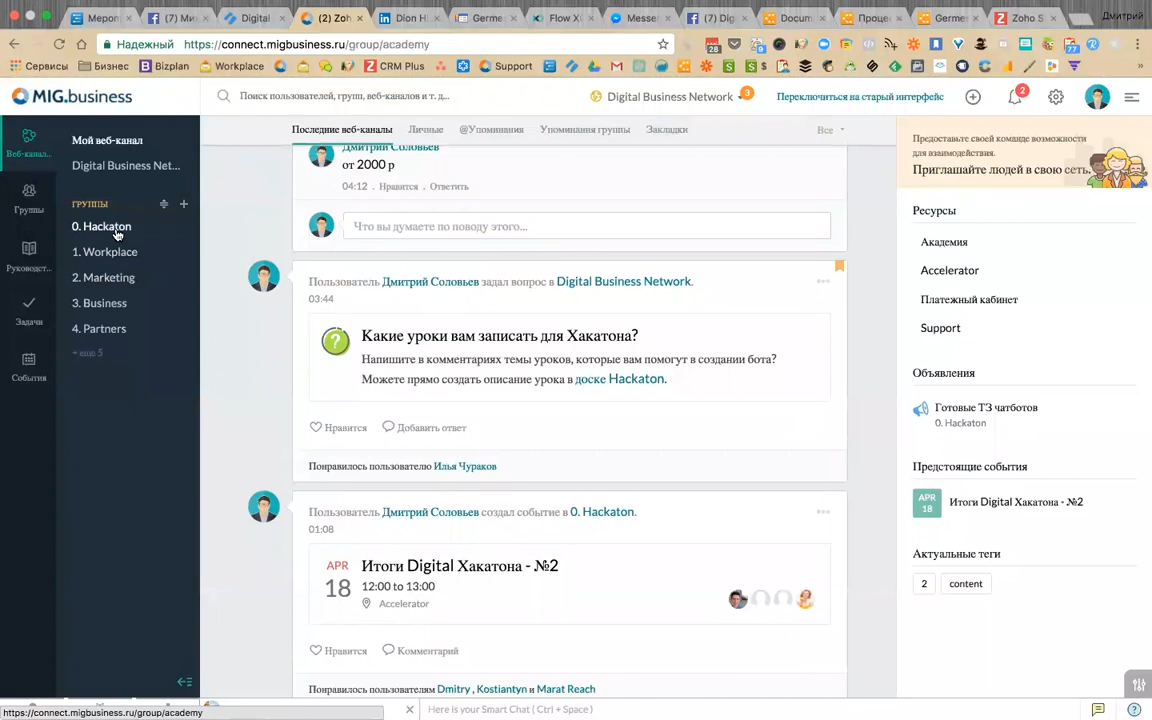 Мероп
(7) Ми
Digital
(2) Zoh
Dion Hi
Germe
Flow X
Messe
(7) Dig
Docum
Проце
Germe
Zoho S
Дмитрий
Надежный
https://connect.migbusiness.ru/group/academy
Сервисы
Бизнес
Bizplan
Workplace
CRM Plus
Support
MIG.business
Поиск пользователей, групп, веб-каналов и т. д...
Digital Business Network
3
Переключиться на старый интерфейс
2
Веб-канал..
Группы
Руководст..
Задачи
События
Мой веб-канал
Digital Business Net...
ГРУППЫ
0. Hackaton
1. Workplace
2. Marketing
3. Business
4. Partners
+ еще 5
Последние веб-каналы
Личные
@Упоминания
Упоминания группы
Закладки
Все
Дмитрий Соловьев
от 2000 р
04:12 . Нравится . Ответить
Что вы думаете по поводу этого...
Пользователь Дмитрий Соловьев задал вопрос в Digital Business Network.
03:44
Какие уроки вам записать для Хакатона?
Напишите в комментариях темы уроков, которые вам помогут в создании бота?
Можете прямо создать описание урока в доске Hackaton.
Нравится
Добавить ответ
Понравилось пользователю Илья Чураков
Пользователь Дмитрий Соловьев создал событие в 0. Hackaton.
01:08
APR
18
Итоги Digital Хакатона - №2
12:00 to 13:00
Accelerator
Нравится
Комментарий
Понравилось пользователям Dmitry , Kostiantyn и Marat Reach
Предоставьте своей команде возможности
для взаимодействия.
Приглашайте людей в свою сеть.
Ресурсы
Академия
Accelerator
Платежный кабинет
Support
Объявления
Готовые ТЗ чатботов
0. Hackaton
Предстоящие события
APR
18
Итоги Digital Хакатона - №2
Актуальные теги
2
content
https://connect.migbusiness.ru/group/academy
Here is your Smart Chat ( Ctrl + Space )